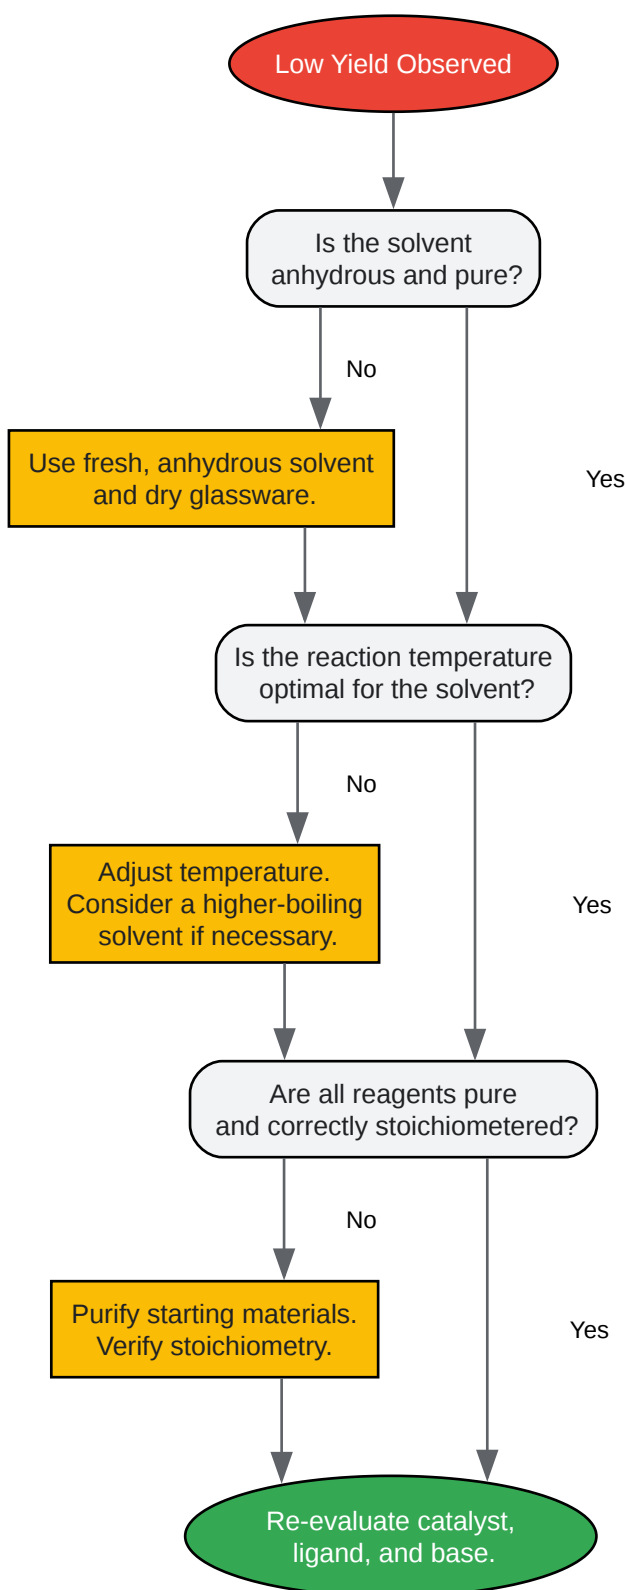 Low Yield Observed
Is the solvent
anhydrous and pure?
No
Use fresh, anhydrous solvent
and dry glassware.
Yes
Is the reaction temperature
optimal for the solvent?
No
Adjust temperature.
Consider a higher-boiling
solvent if necessary.
Yes
Are all reagents pure
and correctly stoichiometered?
No
Purify starting materials.
Verify stoichiometry.
Yes
Re-evaluate catalyst,
ligand, and base.